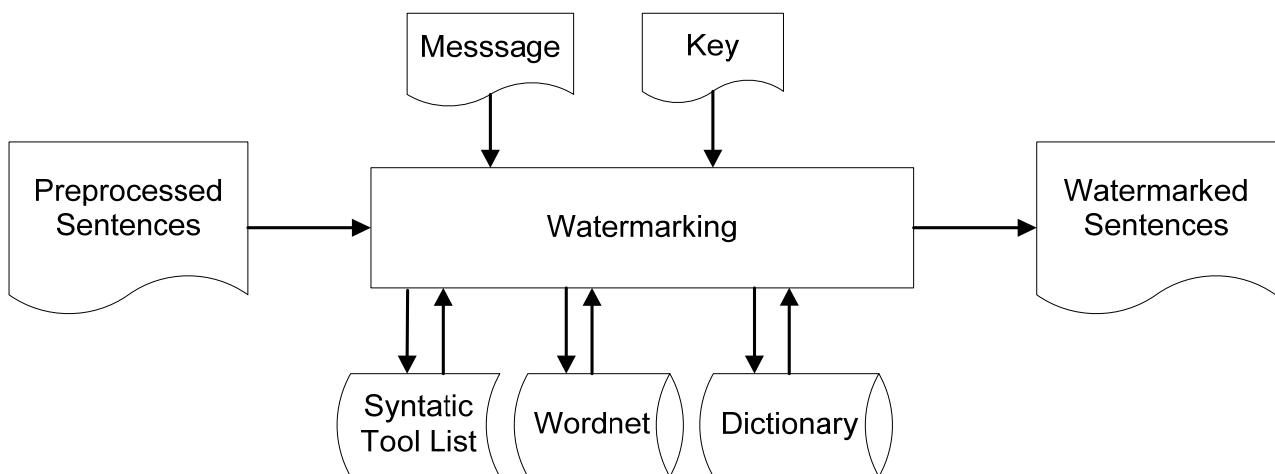 Messsage
Key
Preprocessed
Sentences
Watermarking
Watermarked
Sentences
Syntatic
Tool List
Wordnet
Dictionary